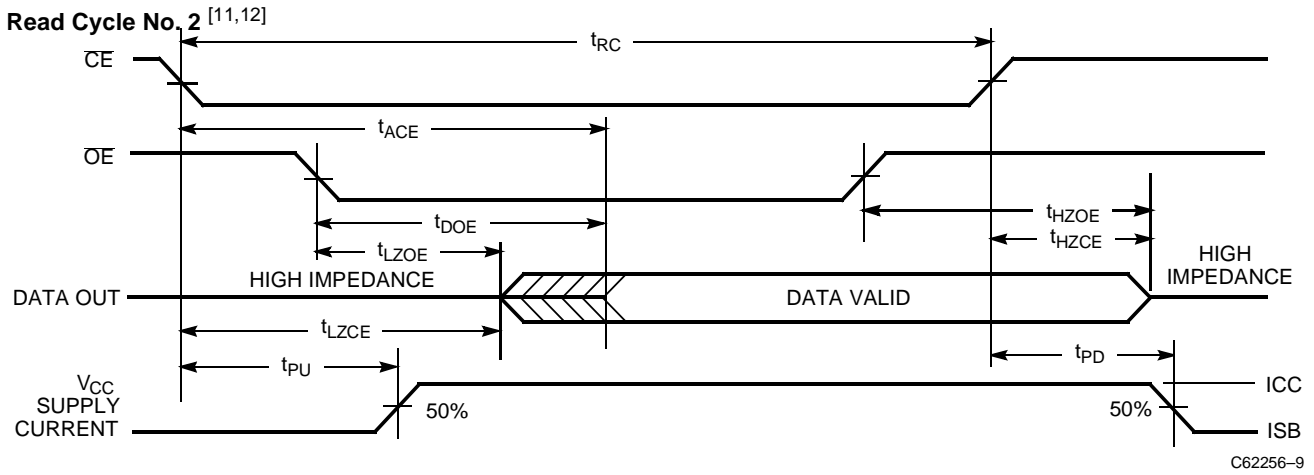 Read Cycle No. 2 [11,12]
tRC
CE
tACE
OE
tDOE
tHZOE
tLZOE
tHZCE
HIGH IMPEDANCE
HIGH
IMPEDANCE
DATA OUT
DATA VALID
tLZCE
tPU
tPD
VCC
SUPPLY
CURRENT
50%
50%
ICC
ISB
C62256–9